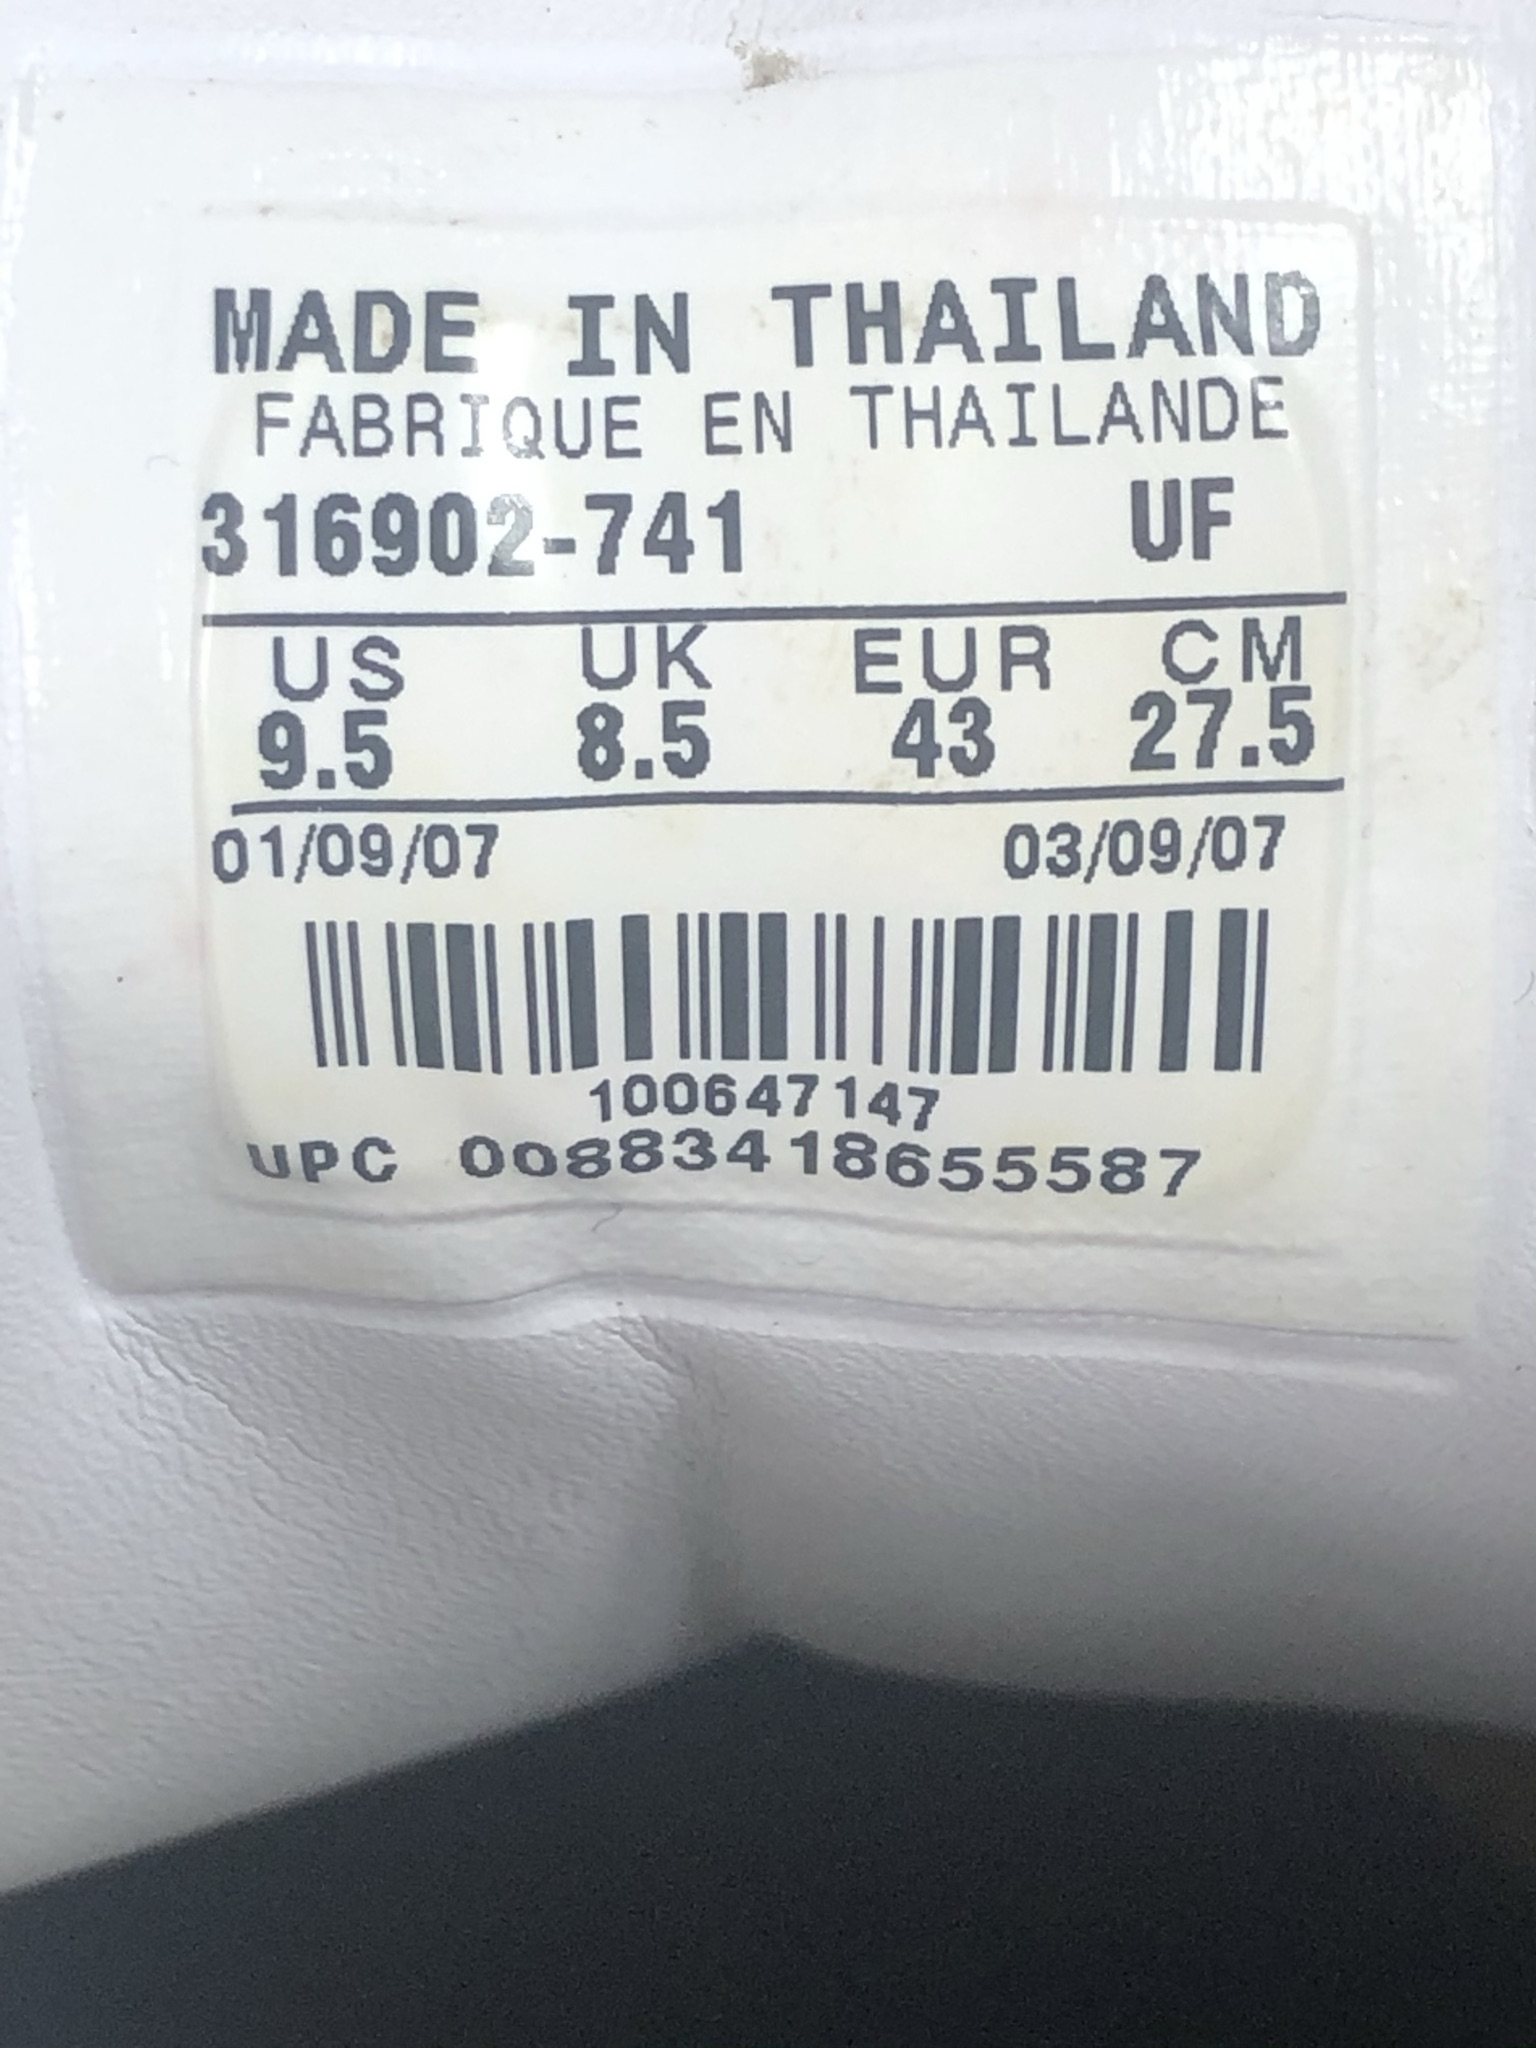 MADE IN THAILAND
FABRIQUE EN THAILANDE
316902-741 UF
US UK EUR CM
9.5 8.5 43 27.5
01/09/07 03/09/07
100647147
UPC 00883418655587